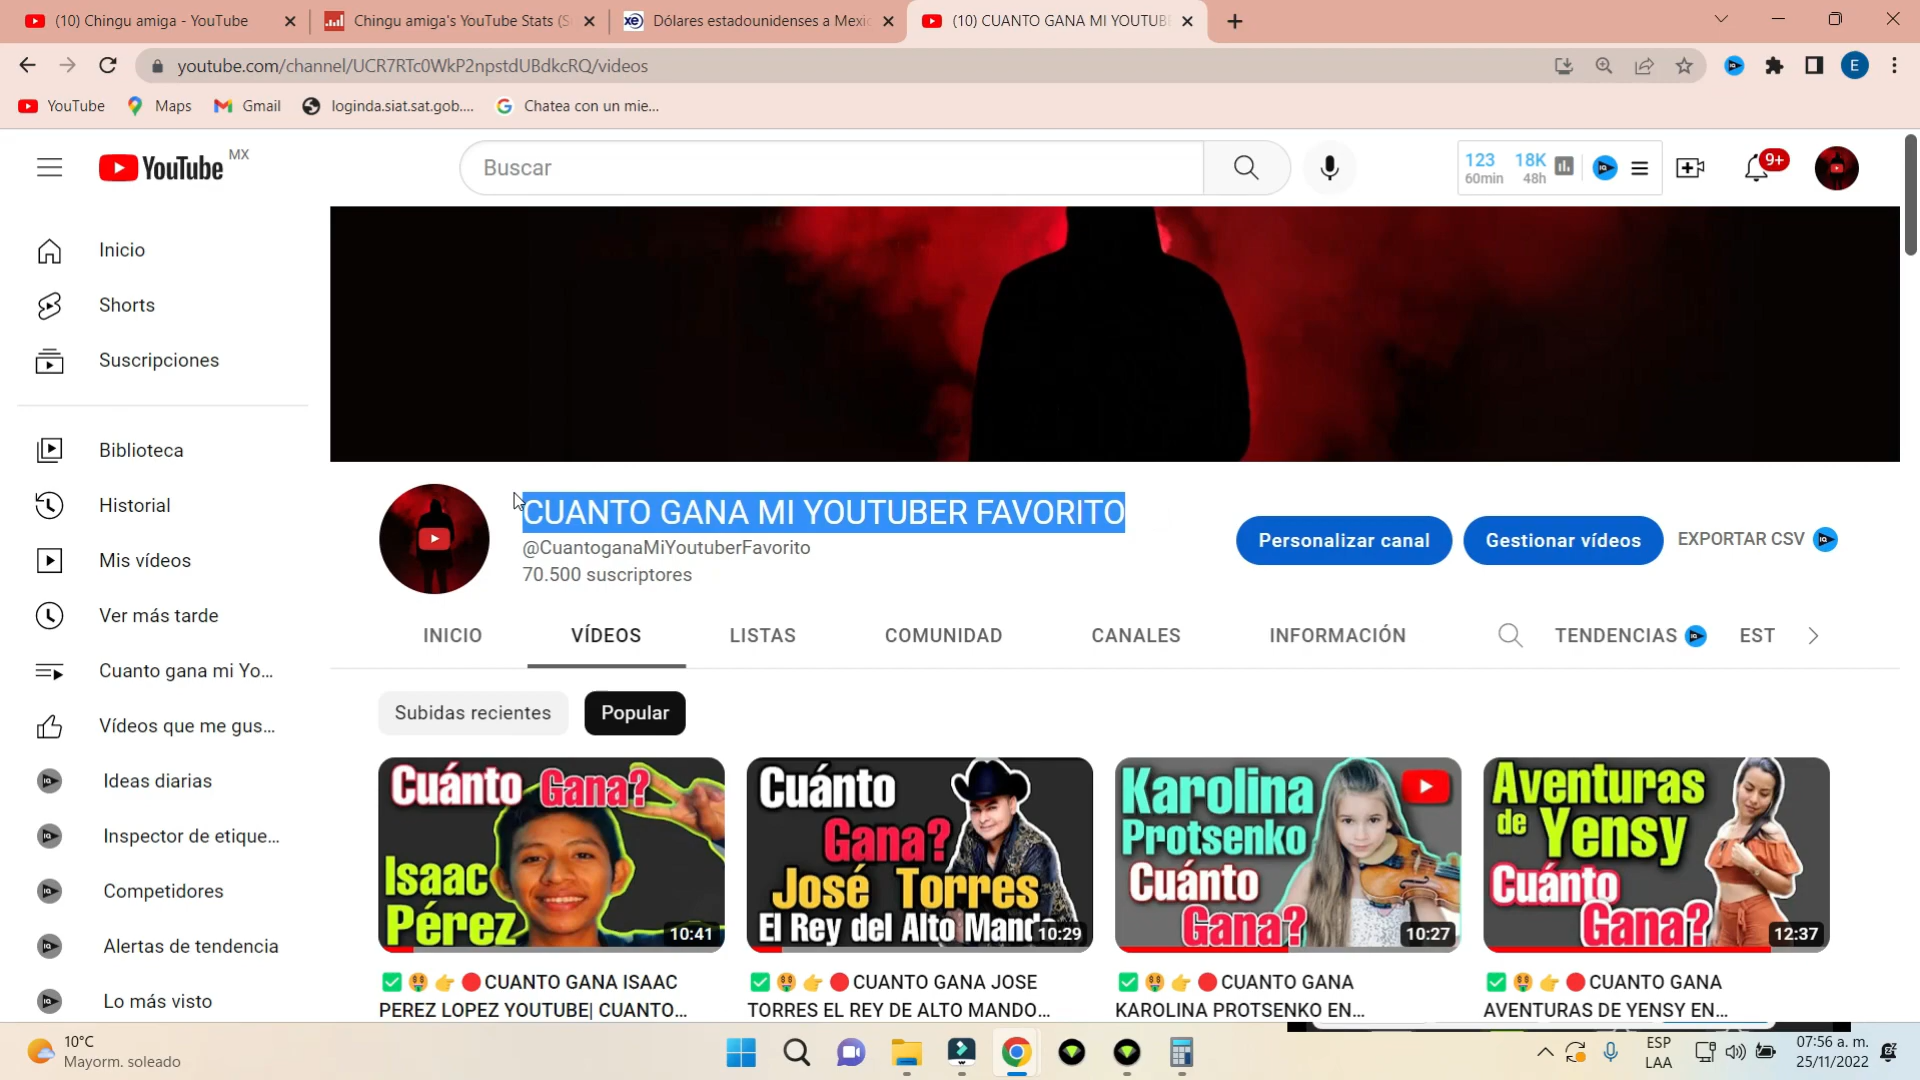 (10) Chingu amiga - YouTube
Chingu amiga's YouTube Stats (S
Dólares estadounidenses a Mexic
(10) CUANTO GANA MI YOUTUBE
youtube.com/channel/UCR7RTc0WkP2npstdUBdkcRQ/videos
E
YouTube
Maps
Gmail
loginda.siat.sat.gob....
Chatea con un mie...
YouTube MX
Buscar
123 18K
60min 48h
9+
Inicio
Shorts
Suscripciones
Biblioteca
Historial
Mis vídeos
Ver más tarde
Cuanto gana mi Yo...
Vídeos que me gus...
Ideas diarias
Inspector de etique...
Competidores
Alertas de tendencia
Lo más visto
CUANTO GANA MI YOUTUBER FAVORITO
@CuantoganaMiYoutuberFavorito
70.500 suscriptores
Personalizar canal
Gestionar vídeos
EXPORTAR CSV
INICIO
VÍDEOS
LISTAS
COMUNIDAD
CANALES
INFORMACIÓN
TENDENCIAS
EST
Subidas recientes
Popular
Cuánto Gana?
Isaac
Pérez
10:41
✅🤑👉🔴CUANTO GANA ISAAC
PEREZ LOPEZ YOUTUBE| CUANTO...
Cuánto
Gana?
José Torres
El Rey del Alto Mando
10:29
✅🤑👉🔴CUANTO GANA JOSE
TORRES EL REY DE ALTO MANDO...
Karolina
Protsenko
Cuánto
Gana?
10:27
✅🤑👉🔴CUANTO GANA
KAROLINA PROTSENKO EN...
Aventuras
de Yensy
Cuánto
Gana?
12:37
✅🤑👉🔴CUANTO GANA
AVENTURAS DE YENSY EN...
10°C
Mayorm. soleado
ESP
LAA
07:56 a. m.
25/11/2022